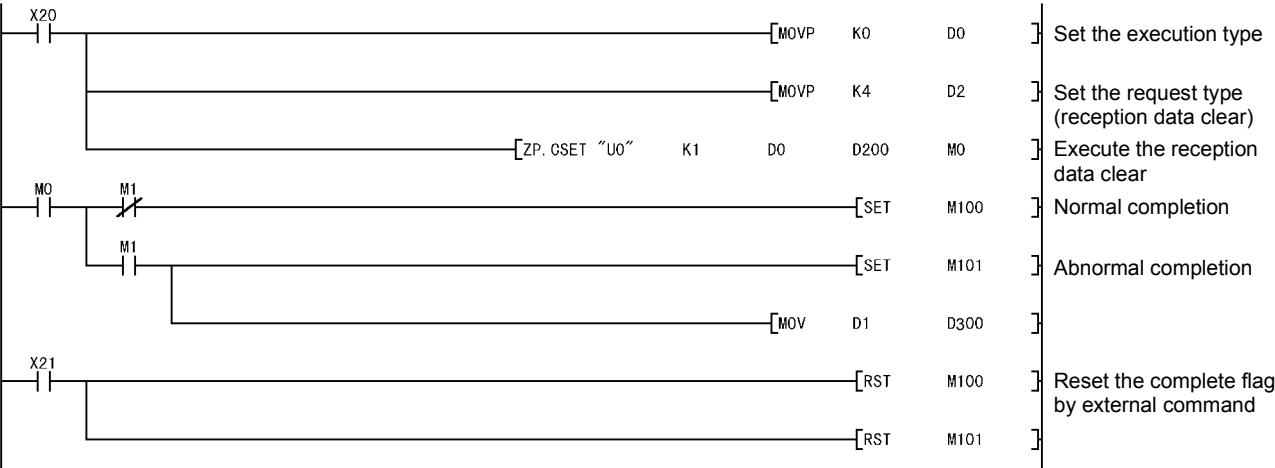 X20
MOVP K0 D0 Set the execution type
MOVP K4 D2 Set the request type
(reception data clear)
ZP.CSET "U0" K1 D0 D200 M0 Execute the reception
data clear
M0 M1
SET M100 Normal completion
M1
SET M101 Abnormal completion
MOV D1 D300
X21
RST M100 Reset the complete flag
by external command
RST M101